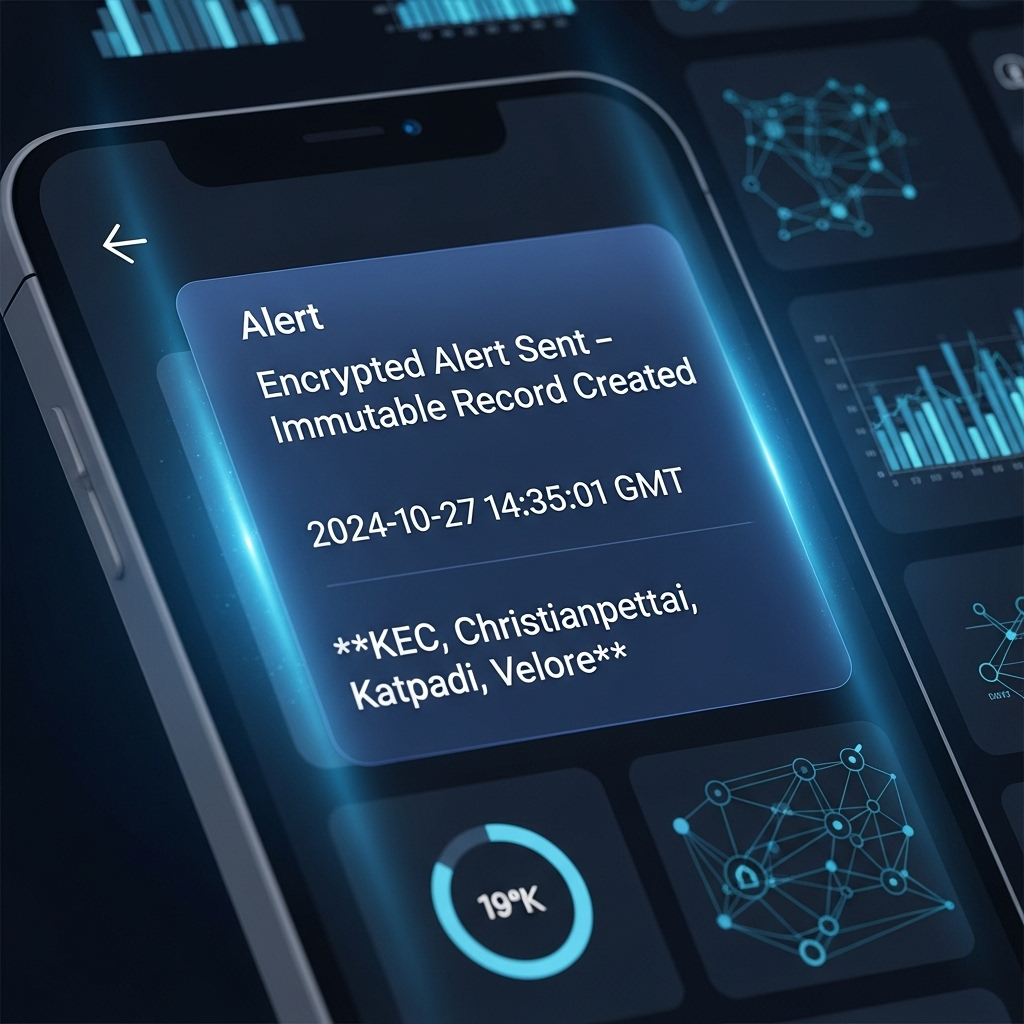 Alert
Encrypted Alert Sent –
Immutable Record Created
2024-10-27 14:35:01 GMT
**KEC, Christianpettai,
Katpadi, Velore**
19°K